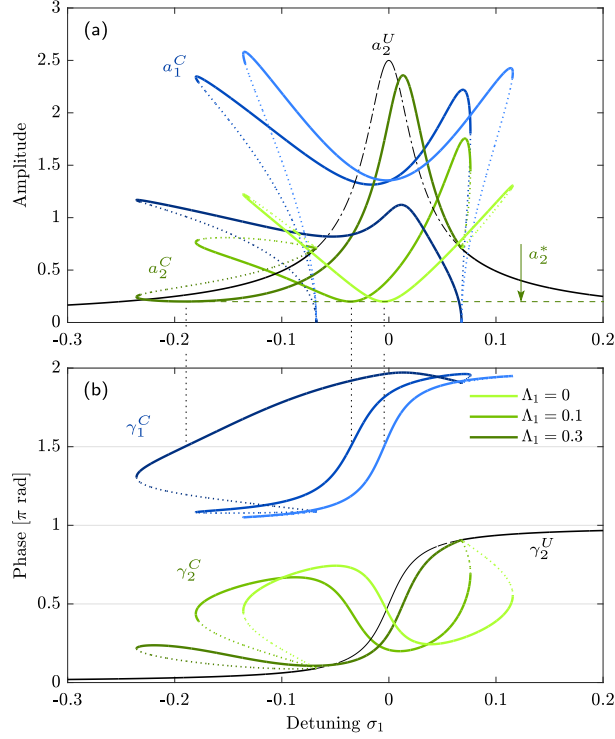 (a)
3
2.5
2
1.5
1
0.5
0
Amplitude
a_1^C
a_2^U
a_2^C
a_2^*
-0.3 -0.2 -0.1 0 0.1 0.2
(b)
2
1.5
1
0.5
0
Phase [π rad]
γ_1^C
Λ_1 = 0
Λ_1 = 0.1
Λ_1 = 0.3
γ_2^C
γ_2^U
-0.3 -0.2 -0.1 0 0.1 0.2
Detuning σ_1